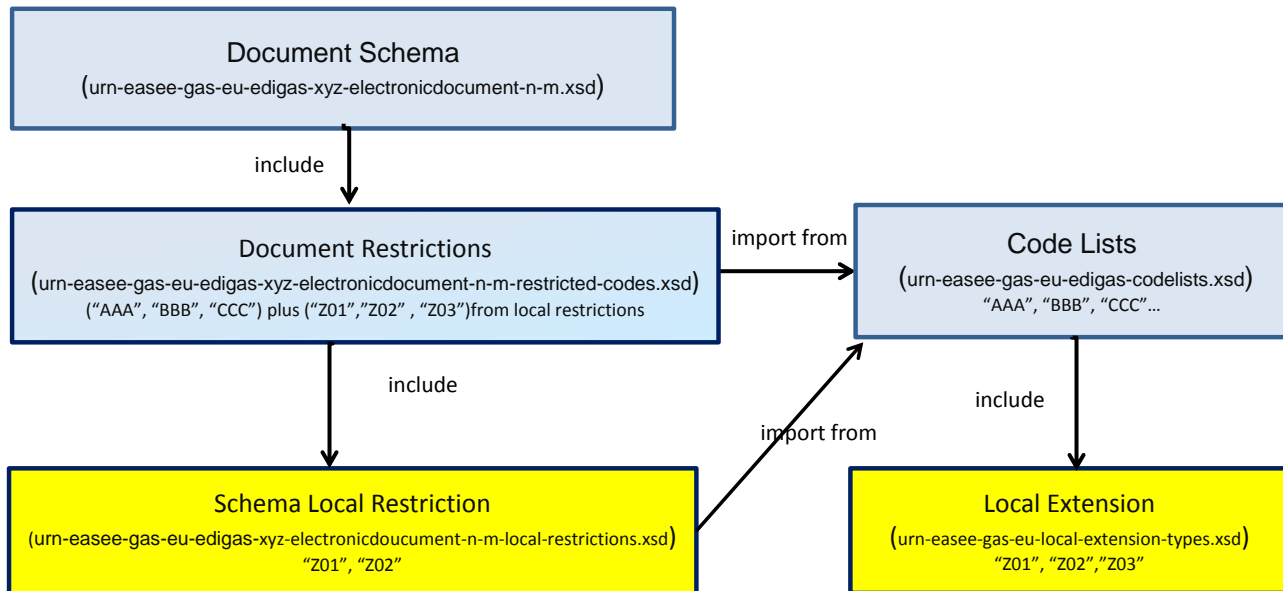 Document Schema
(urn-easee-gas-eu-edigas-xyz-electronicdocument-n-m.xsd)
include
Document Restrictions
(urn-easee-gas-eu-edigas-xyz-electronicdocument-n-m-restricted-codes.xsd)
(“AAA”, “BBB”, “CCC”) plus (“Z01”,”Z02” , “Z03”)from local restrictions
import from
Code Lists
(urn-easee-gas-eu-edigas-codelists.xsd)
“AAA”, “BBB”, “CCC”…
include
include
import from
Schema Local Restriction
(urn-easee-gas-eu-edigas-xyz-electronicdoucument-n-m-local-restrictions.xsd)
“Z01”, “Z02”
Local Extension
(urn-easee-gas-eu-local-extension-types.xsd)
“Z01”, “Z02”,”Z03”